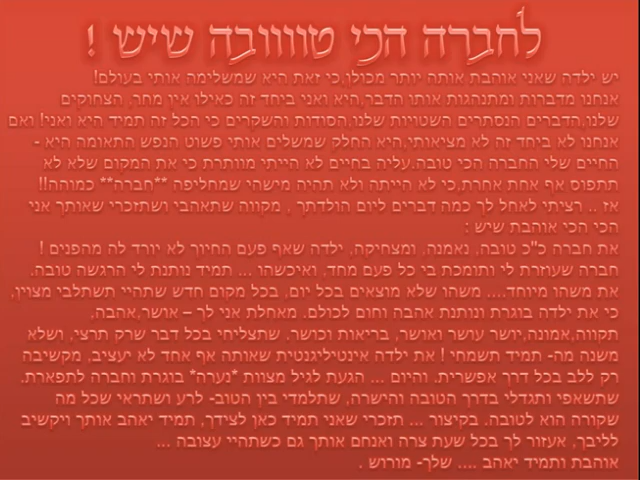 לחברה הכי טוווובה שיש !
יש ילדה שאני אוהבת אותה יותר מכולן,כי זאת היא שמשלימה אותי בעולם!
אנחנו מדברות ומתנהגות אותו הדבר,היא ואני ביחד זה כאילו אין מחר, הצחוקים
שלנו,הדברים הנסתרים השטויות שלנו,הסודות והשקרים כי הכל זה תמיד היא ואני! ואם
אנחנו לא ביחד זה לא מציאותי,היא החלק שמשלים אותי פשוט הנפש התאומה היא -
החיים שלי החברה הכי טובה.עליה בחיים לא הייתי מוותרת כי את המקום שלא לא
תתפוס אף אחת אחרת,כי לא הייתה ולא תהיה מישהי שמחליפה **חברה** כמוהה!!
אז .. רציתי לאחל לך כמה דברים ליום הולדתך , מקווה שתאהבי ושתזכרי שאותך אני
הכי הכי אוהבת שיש :
את חברה כ"כ טובה, נאמנה, ומצחיקה, ילדה שאף פעם החיוך לא יורד לה מהפנים !
חברה שעוזרת לי ותומכת בי כל פעם מחד, ואיכשהו ... תמיד נותנת לי הרגשה טובה.
את משהו מיוחד.... משהו שלא מוצאים בכל יום, בכל מקום חדש שתהיי תשתלבי מצוין,
כי את ילדה בוגרת ונותנת אהבה וחום לכולם. מאחלת אני לך – אושר,אהבה,
תקווה,אמונה,יושר עושר ואושר, בריאות וכושר. שתצליחי בכל דבר שרק תרצי, ושלא
משנה מה- תמיד תשמחי ! את ילדה אינטיליגנטית שאותה אף אחד לא יעציב, מקשיבה
רק ללב בכל דרך אפשרית. והיום ... הגעת לגיל מצוות *נערה* בוגרת וחברה לתפארת.
שתשאפי ותגדלי בדרך הטובה והישרה, שתלמדי בין הטוב- לרע ושתראי שכל מה
שקורה הוא לטובה. בקיצור ... תזכרי שאני תמיד כאן לצידך, תמיד יאהב אותך ויקשיב
לליבך, אעזור לך בכל שעת צרה ואנחם אותך גם כשתהיי עצובה ...
אוהבת ותמיד יאהב .... שלך- מורוש .